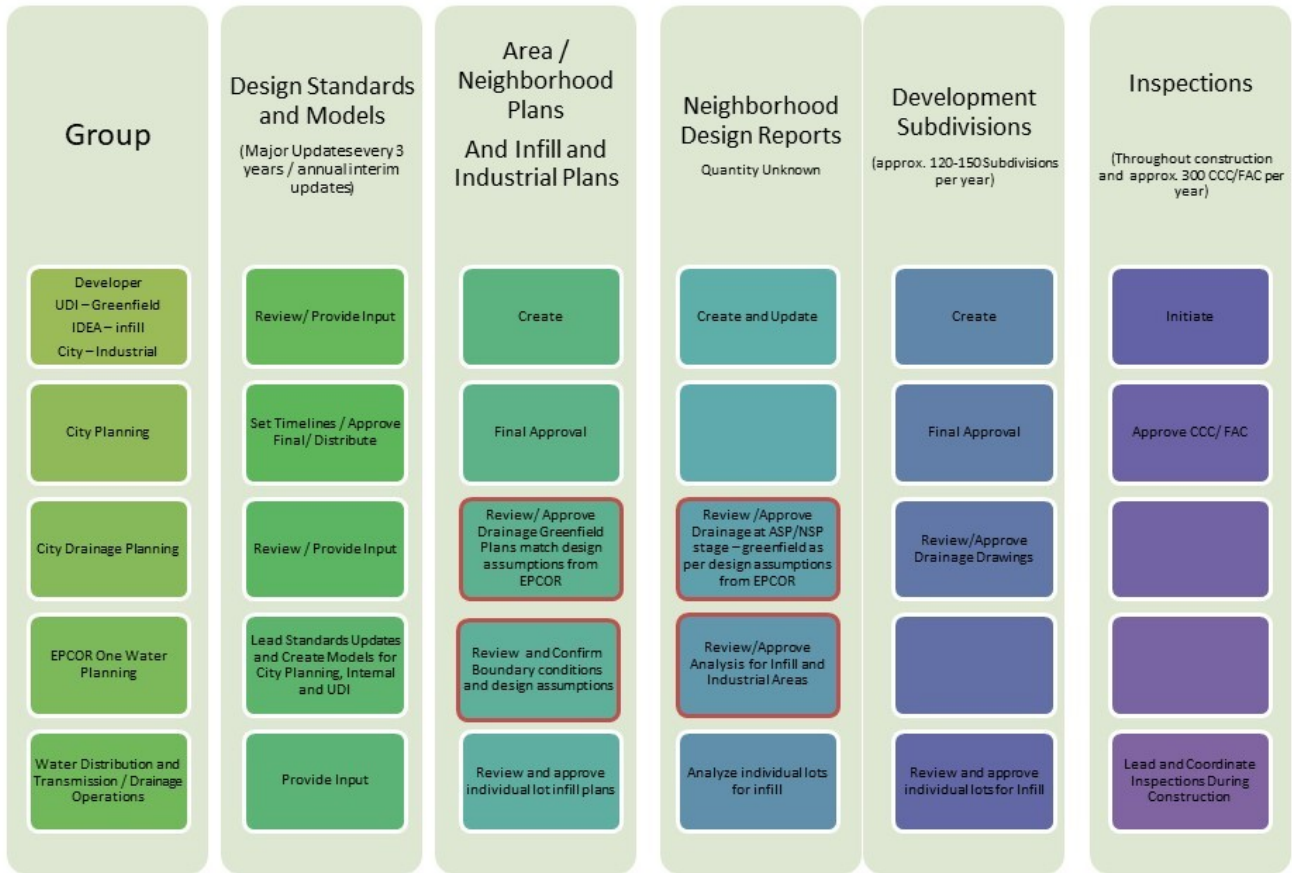 Group
Design Standards
and Models
(Major Updates every 3
years / annual interim
updates)
Area /
Neighborhood
Plans
And Infill and
Industrial Plans
Neighborhood
Design Reports
Quantity Unknown
Development
Subdivisions
(approx. 120-150 Subdivisions
per year)
Inspections
(Throughout construction
and approx. 300 CCC/FAC per
year)
Developer
UDI – Greenfield
IDEA – infill
City – Industrial
Review/ Provide Input
Create
Create and Update
Create
Initiate
City Planning
Set Timelines / Approve
Final/ Distribute
Final Approval
Final Approval
Approve CCC/ FAC
City Drainage Planning
Review / Provide Input
Review/ Approve
Drainage Greenfield
Plans match design
assumptions from
EPCOR
Review /Approve
Drainage at ASP/NSP
stage – greenfield as
per design assumptions
from EPCOR
Review/Approve
Drainage Drawings
EPCOR One Water
Planning
Lead Standards Updates
and Create Models for
City Planning, Internal
and UDI
Review and Confirm
Boundary conditions
and design assumptions
Review/Approve
Analysis for Infill and
Industrial Areas
Water Distribution and
Transmission / Drainage
Operations
Provide Input
Review and approve
individual lot infill plans
Analyze individual lots
for infill
Review and approve
individual lots for Infill
Lead and Coordinate
Inspections During
Construction